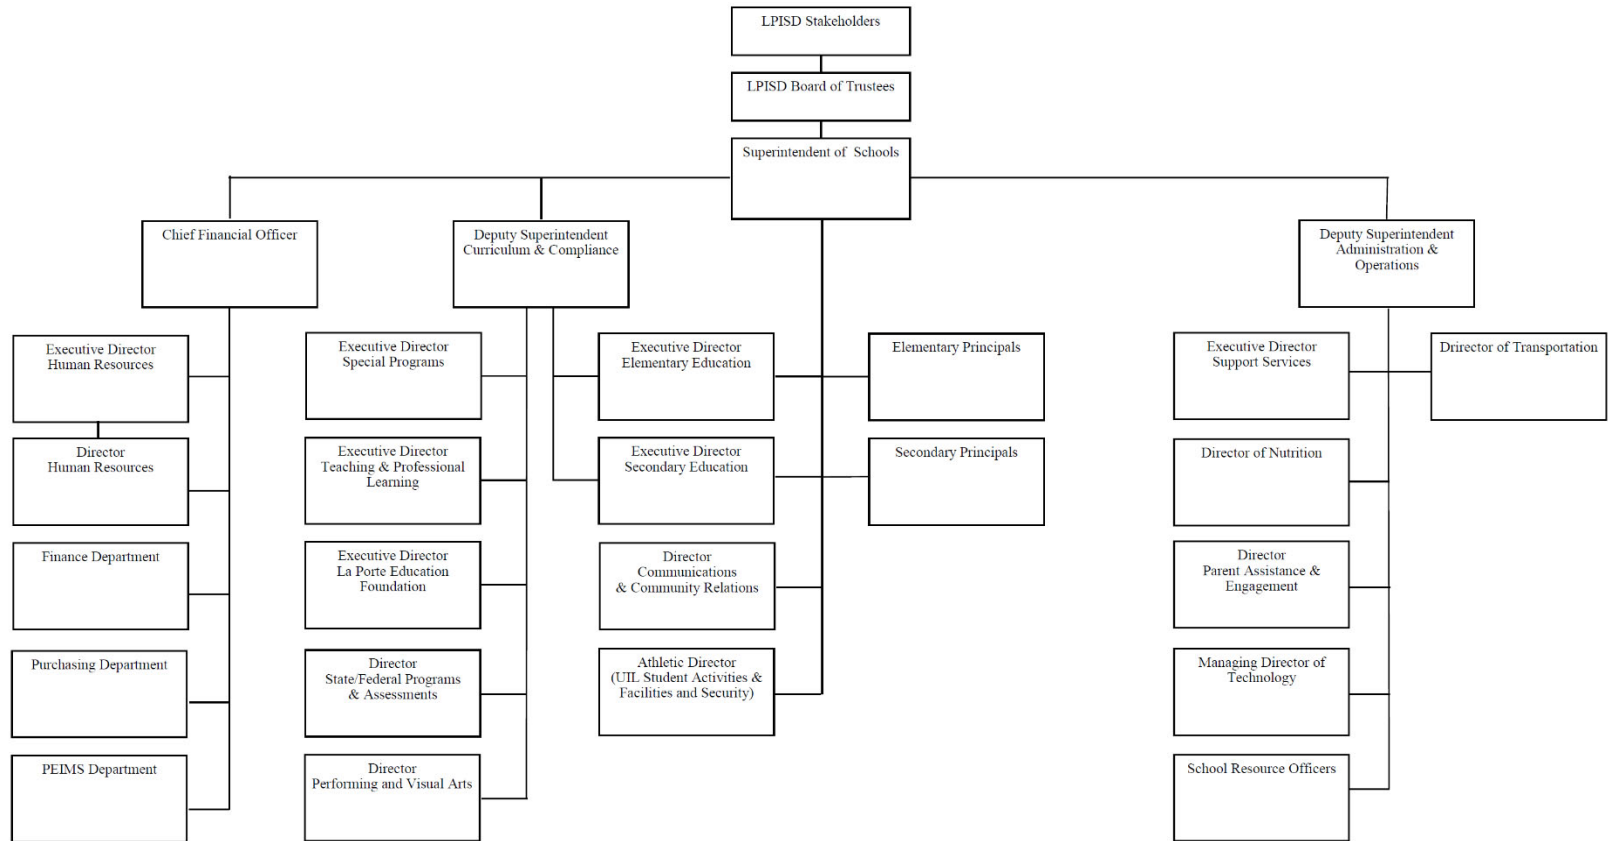 LPISD Stakeholders
LPISD Board of Trustees
Superintendent of Schools
Chief Financial Officer
Deputy Superintendent
Curriculum & Compliance
Deputy Superintendent
Administration &
Operations
Executive Director
Human Resources
Director
Human Resources
Finance Department
Purchasing Department
PEIMS Department
Executive Director
Special Programs
Executive Director
Teaching & Professional
Learning
Executive Director
La Porte Education
Foundation
Director
State/Federal Programs
& Assessments
Director
Performing and Visual Arts
Executive Director
Elementary Education
Executive Director
Secondary Education
Director
Communications
& Community Relations
Athletic Director
(UIL Student Activities &
Facilities and Security)
Elementary Principals
Secondary Principals
Executive Director
Support Services
Director of Nutrition
Director
Parent Assistance &
Engagement
Managing Director of
Technology
School Resource Officers
Drirector of Transportation